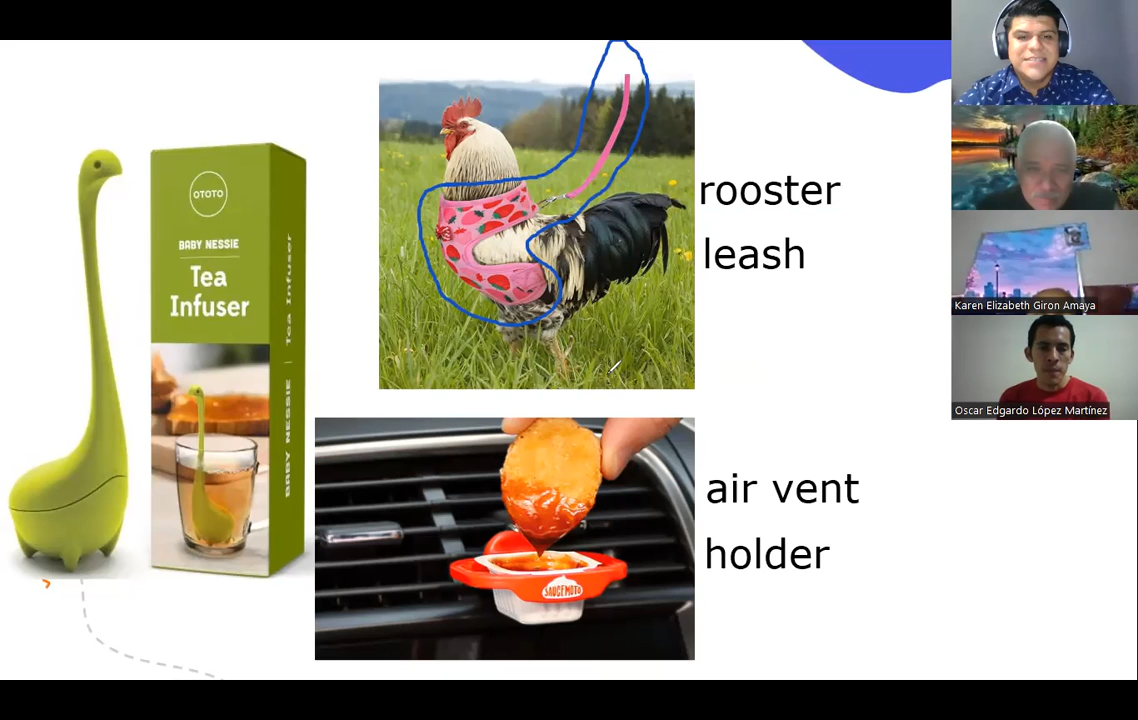 OTOTO
BABY NESSIE
Tea
Infuser
BABY NESSIE | Tea Infuser
rooster
leash
SAUCEMOTO
air vent
holder
Karen Elizabeth Giron Amaya
Oscar Edgardo López Martínez